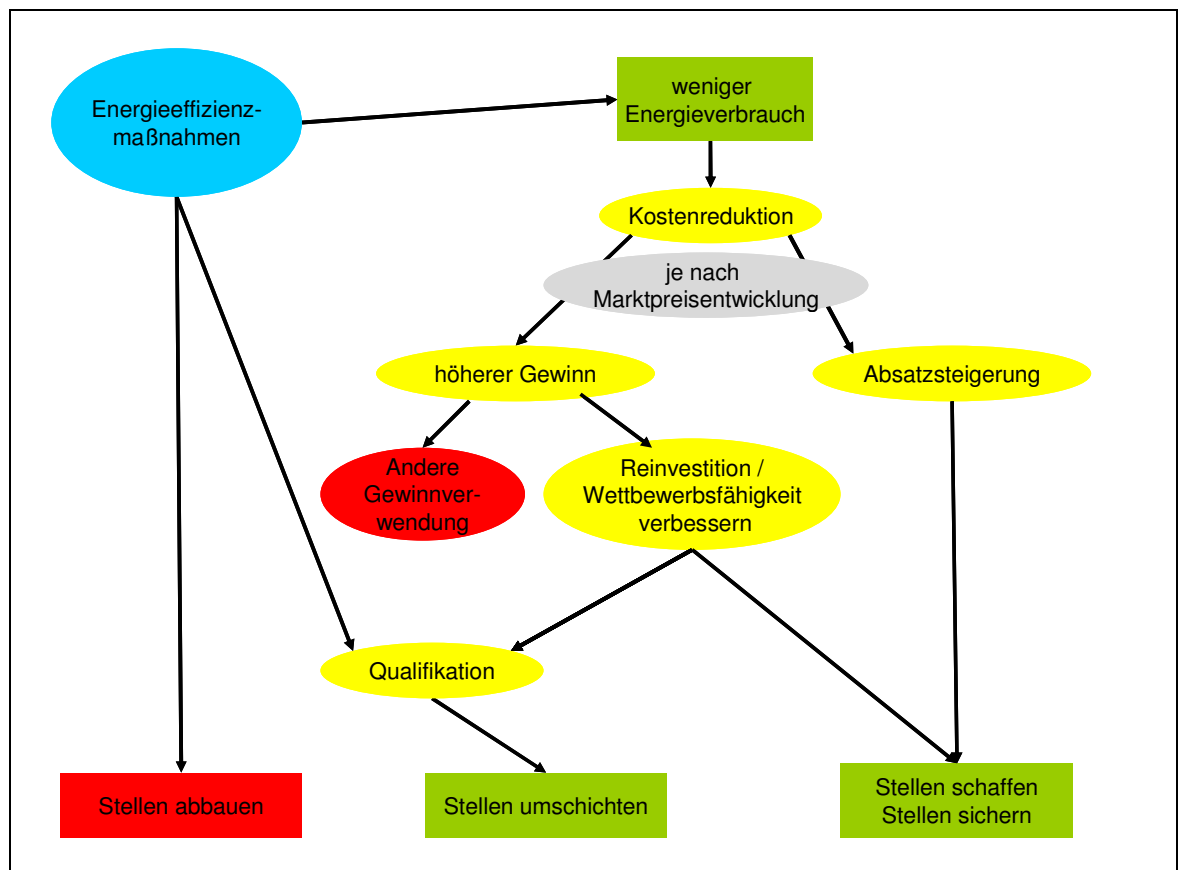 Energieeffizienz-
maßnahmen
weniger
Energieverbrauch
Kostenreduktion
je nach
Marktpreisentwicklung
höherer Gewinn
Absatzsteigerung
Andere
Gewinnver-
wendung
Reinvestition /
Wettbewerbsfähigkeit
verbessern
Qualifikation
Stellen abbauen
Stellen umschichten
Stellen schaffen
Stellen sichern